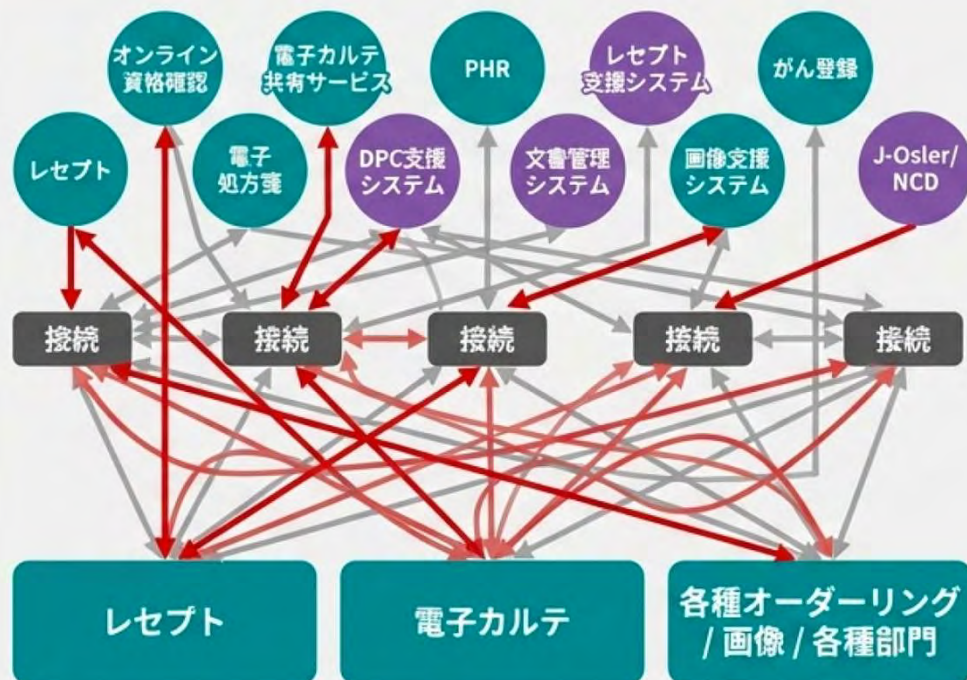 オンライン
資格確認
電子カルテ
共有サービス
PHR
レセプト
支援システム
がん登録
レセプト
電子
処方箋
DPC支援
システム
文書管理
システム
画像支援
システム
J-Osler/
NCD
接続
接続
接続
接続
接続
レセプト
電子カルテ
各種オーダーリング
/ 画像 / 各種部門